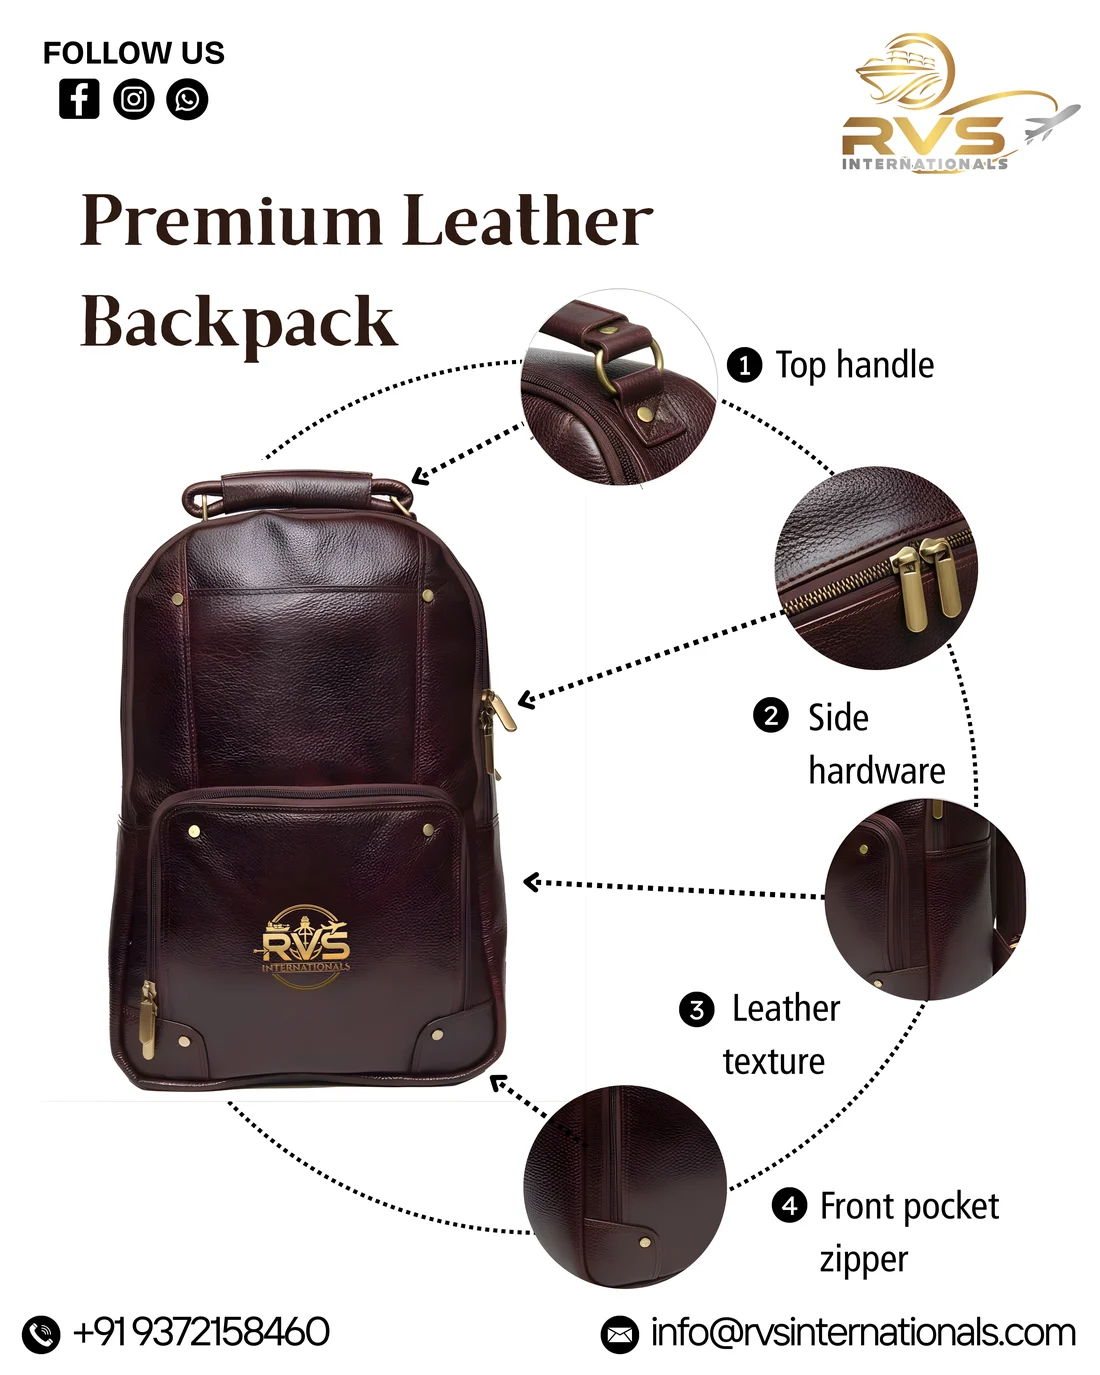 FOLLOW US
RVS
INTERNATIONALS
Premium Leather
Backpack
1 Top handle
2 Side
hardware
RVS
INTERNATIONALS
3 Leather
texture
4 Front pocket
zipper
+91 9372158460
info@rvsinternationals.com